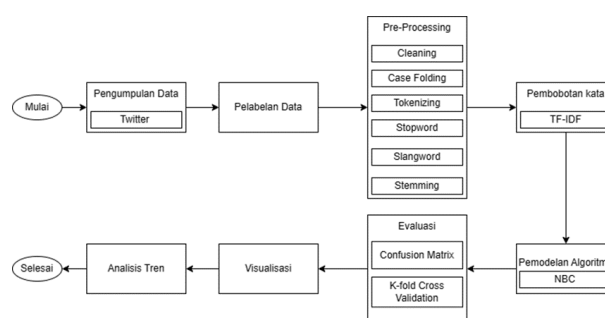 Mulai
Pengumpulan Data
Twitter
Pelabelan Data
Pre-Processing
Cleaning
Case Folding
Tokenizing
Stopword
Slangword
Stemming
Pembobotan kata
TF-IDF
Pemodelan Algoritm
NBC
Evaluasi
Confusion Matrix
K-fold Cross
Validation
Visualisasi
Analisis Tren
Selesai